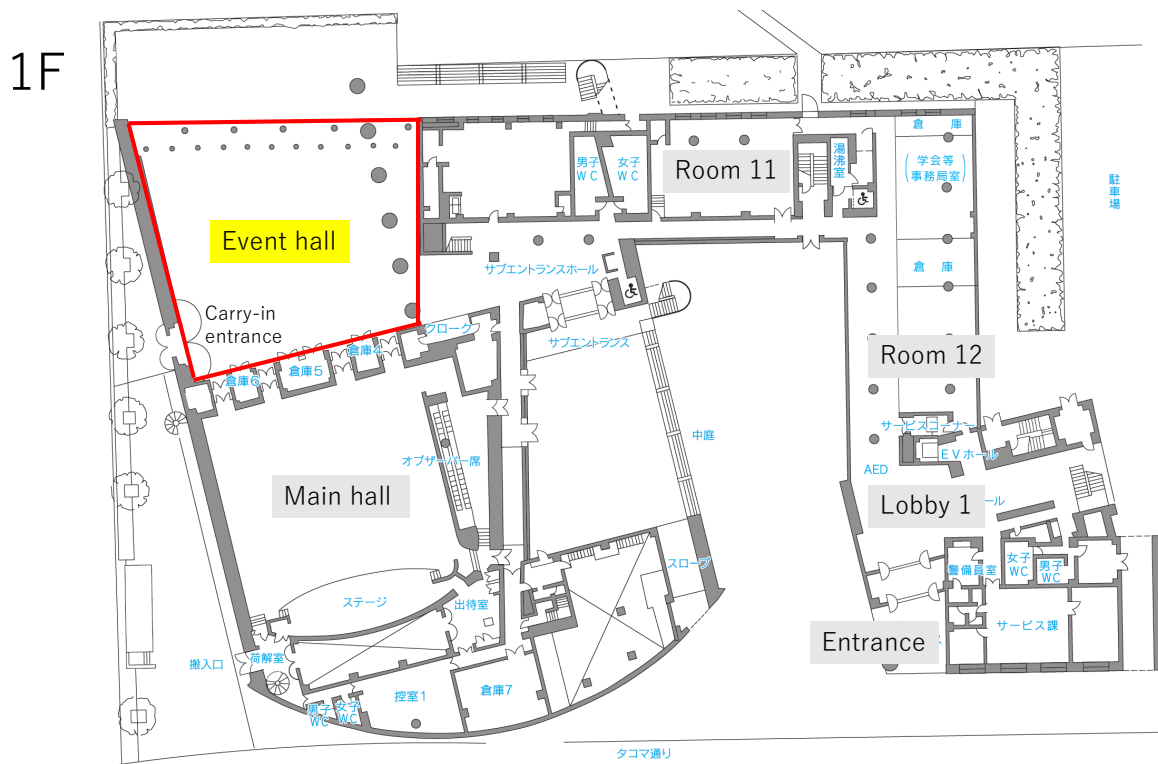 1F
倉 庫
男子
WC
女子
WC
Room 11
湯沸室
(学会等
事務局室)
駐車場
Event hall
サブエントランスホール
倉 庫
Carry-in
entrance
クローク
サブエントランス
倉庫4
倉庫5
倉庫6
Room 12
サービスコーナー
EVホール
中庭
オブザーバー席
AED
Main hall
Lobby 1
ール
スロープ
警備員室
女子
WC
男子
WC
ステージ
出待室
サービス課
Entrance
ス
搬入口
荷解室
控室1
倉庫7
男子
WC
女子
WC
タコマ通り